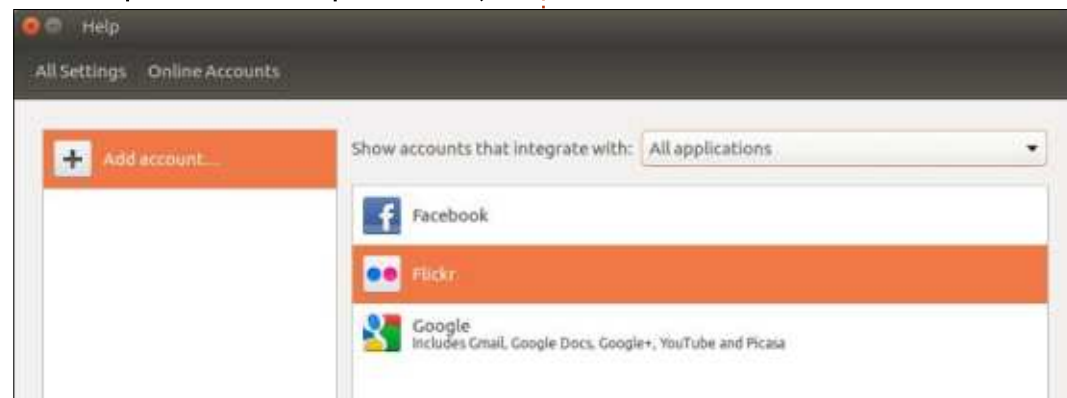 Help
All Settings Online Accounts
Add account...
Show accounts that integrate with: All applications
Facebook
Flickr
Google
Includes Gmail, Google Docs, Google+, YouTube and Picasa